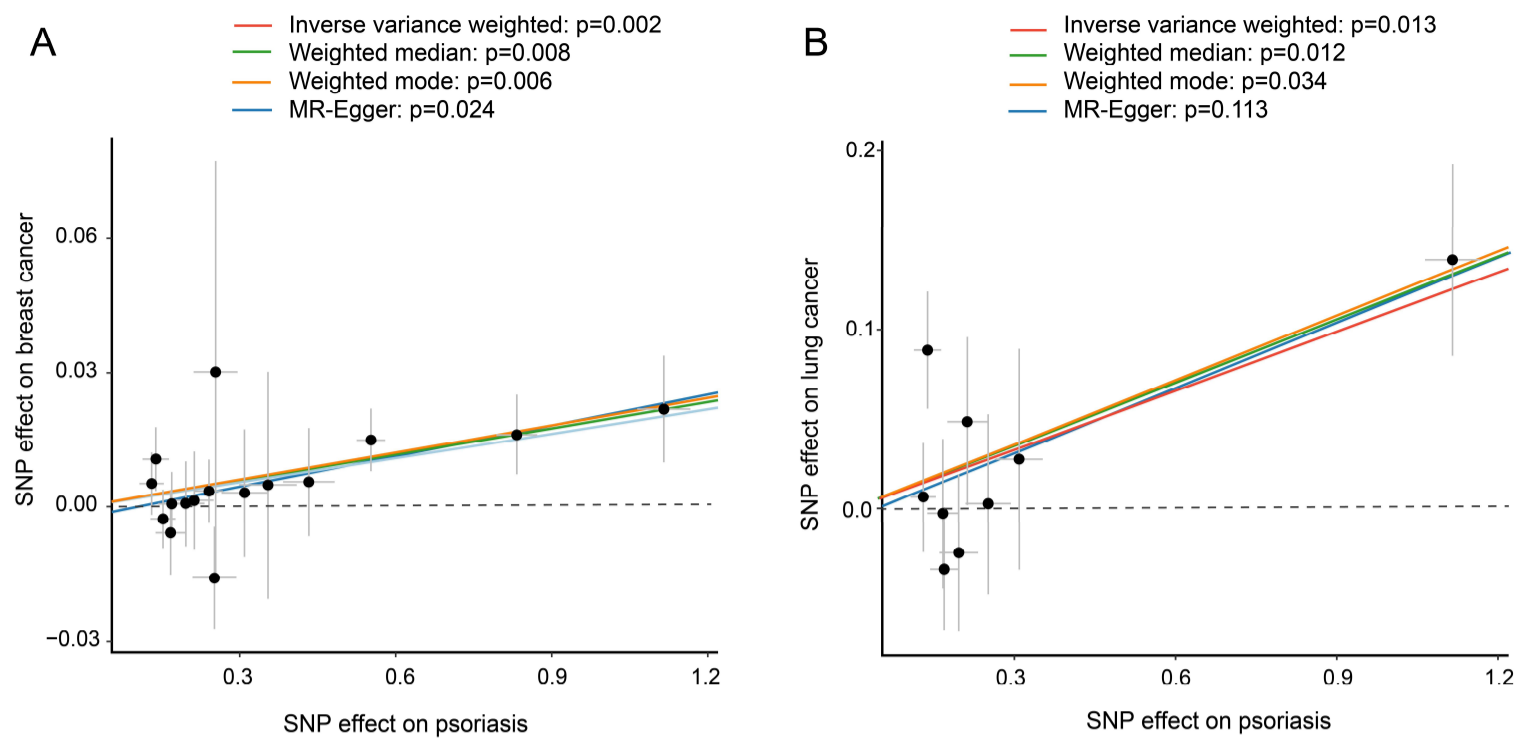 A
Inverse variance weighted: p=0.002
Weighted median: p=0.008
Weighted mode: p=0.006
MR-Egger: p=0.024
SNP effect on breast cancer
0.06
0.03
0.00
−0.03
0.3
0.6
0.9
1.2
SNP effect on psoriasis
B
Inverse variance weighted: p=0.013
Weighted median: p=0.012
Weighted mode: p=0.034
MR-Egger: p=0.113
SNP effect on lung cancer
0.2
0.1
0.0
0.3
0.6
0.9
1.2
SNP effect on psoriasis